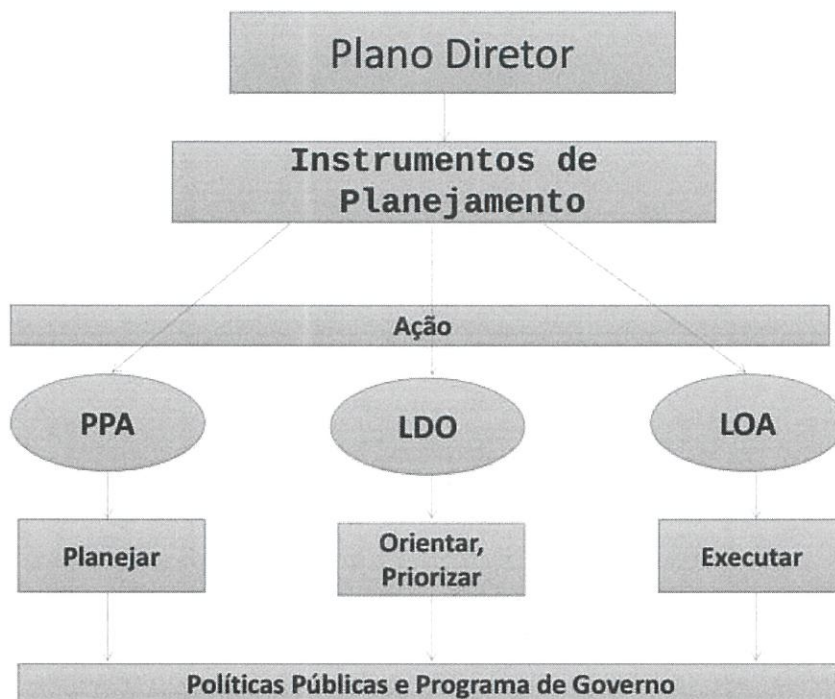 Plano Diretor
Instrumentos de
Planejamento
Ação
PPA
LDO
LOA
Planejar
Orientar,
Priorizar
Executar
Políticas Públicas e Programa de Governo